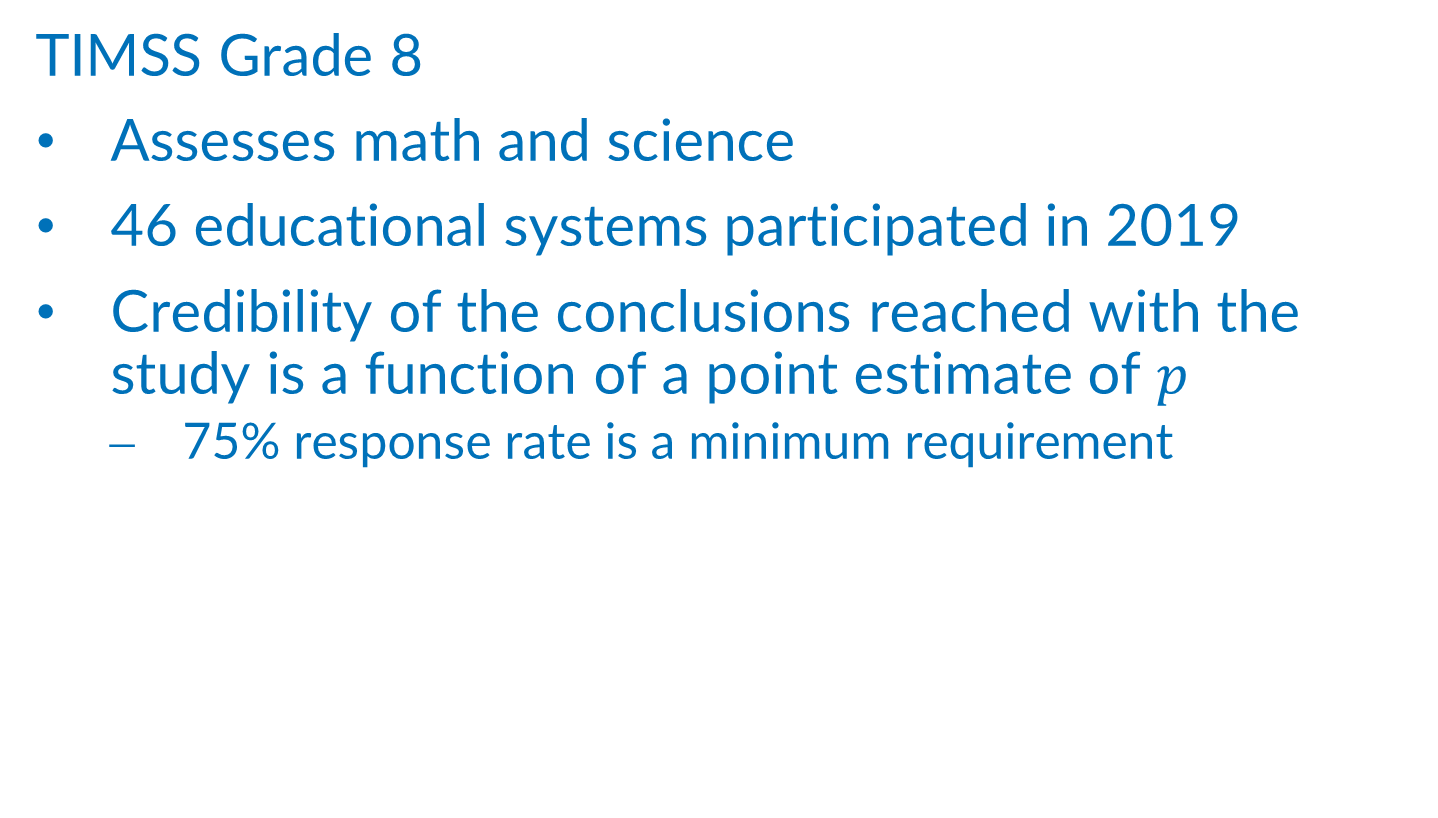 TIMSS Grade 8
• Assesses math and science
• 46 educational systems participated in 2019
• Credibility of the conclusions reached with the
study is a function of a point estimate of p
– 75% response rate is a minimum requirement